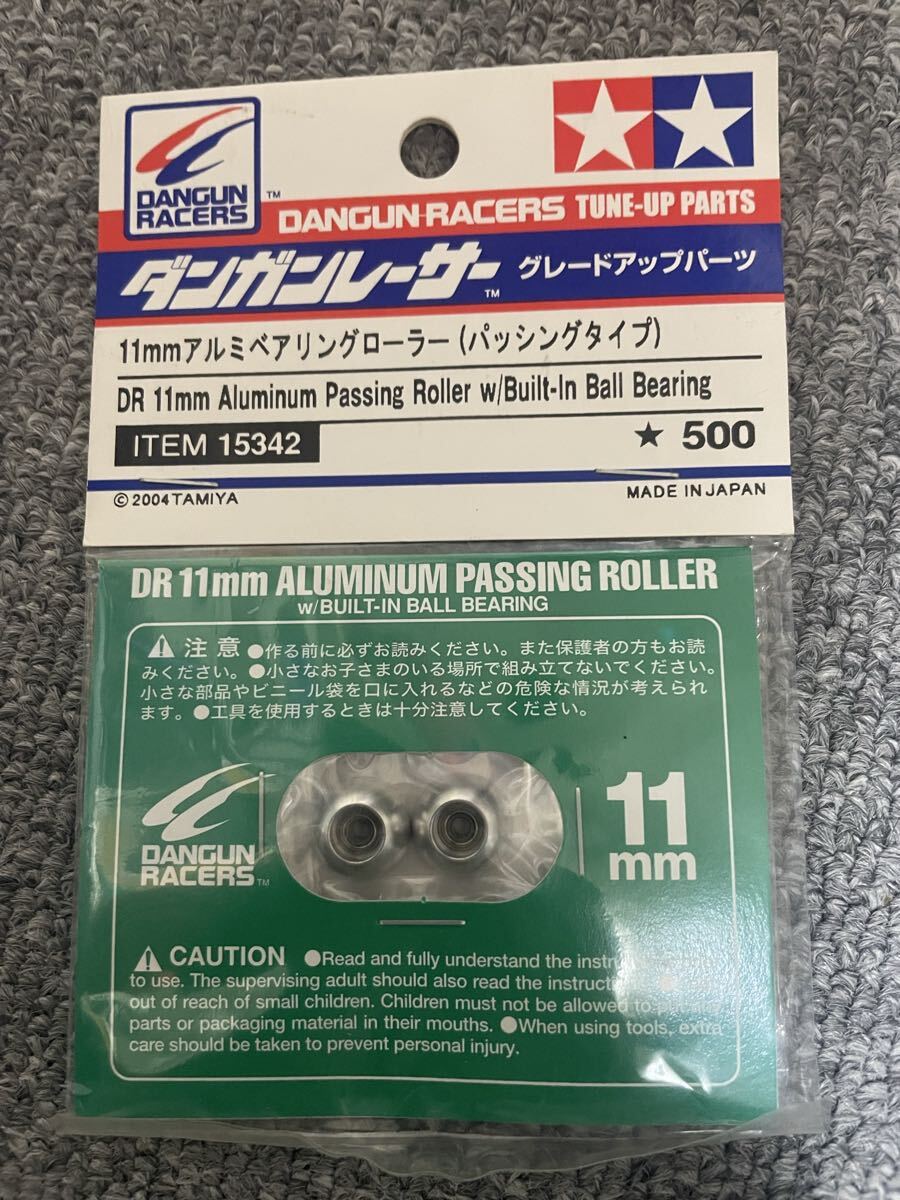 DANGUN
RACERS™
DANGUN-RACERS TUNE-UP PARTS
ダンガンレーサー™ グレードアップパーツ
11mmアルミベアリングローラー(パッシングタイプ)
DR 11mm Aluminum Passing Roller w/Built-In Ball Bearing
ITEM 15342 ★ 500
©2004TAMIYA MADE IN JAPAN
DR 11mm ALUMINUM PASSING ROLLER
w/BUILT-IN BALL BEARING
注意 ●作る前に必ずお読みください。また保護者の方もお読
みください。●小さなお子さまのいる場所で組み立てないでください。
小さな部品やビニール袋を口に入れるなどの危険な情況が考えられ
ます。●工具を使用するときは十分注意してください。
DANGUN
RACERS™
11
mm
CAUTION ●Read and fully understand the
to use. The supervising adult should also read the
out of reach of small children. Children must not be allowed to
parts or packaging material in their mouths. ●When using tools, extra
care should be taken to prevent personal injury.